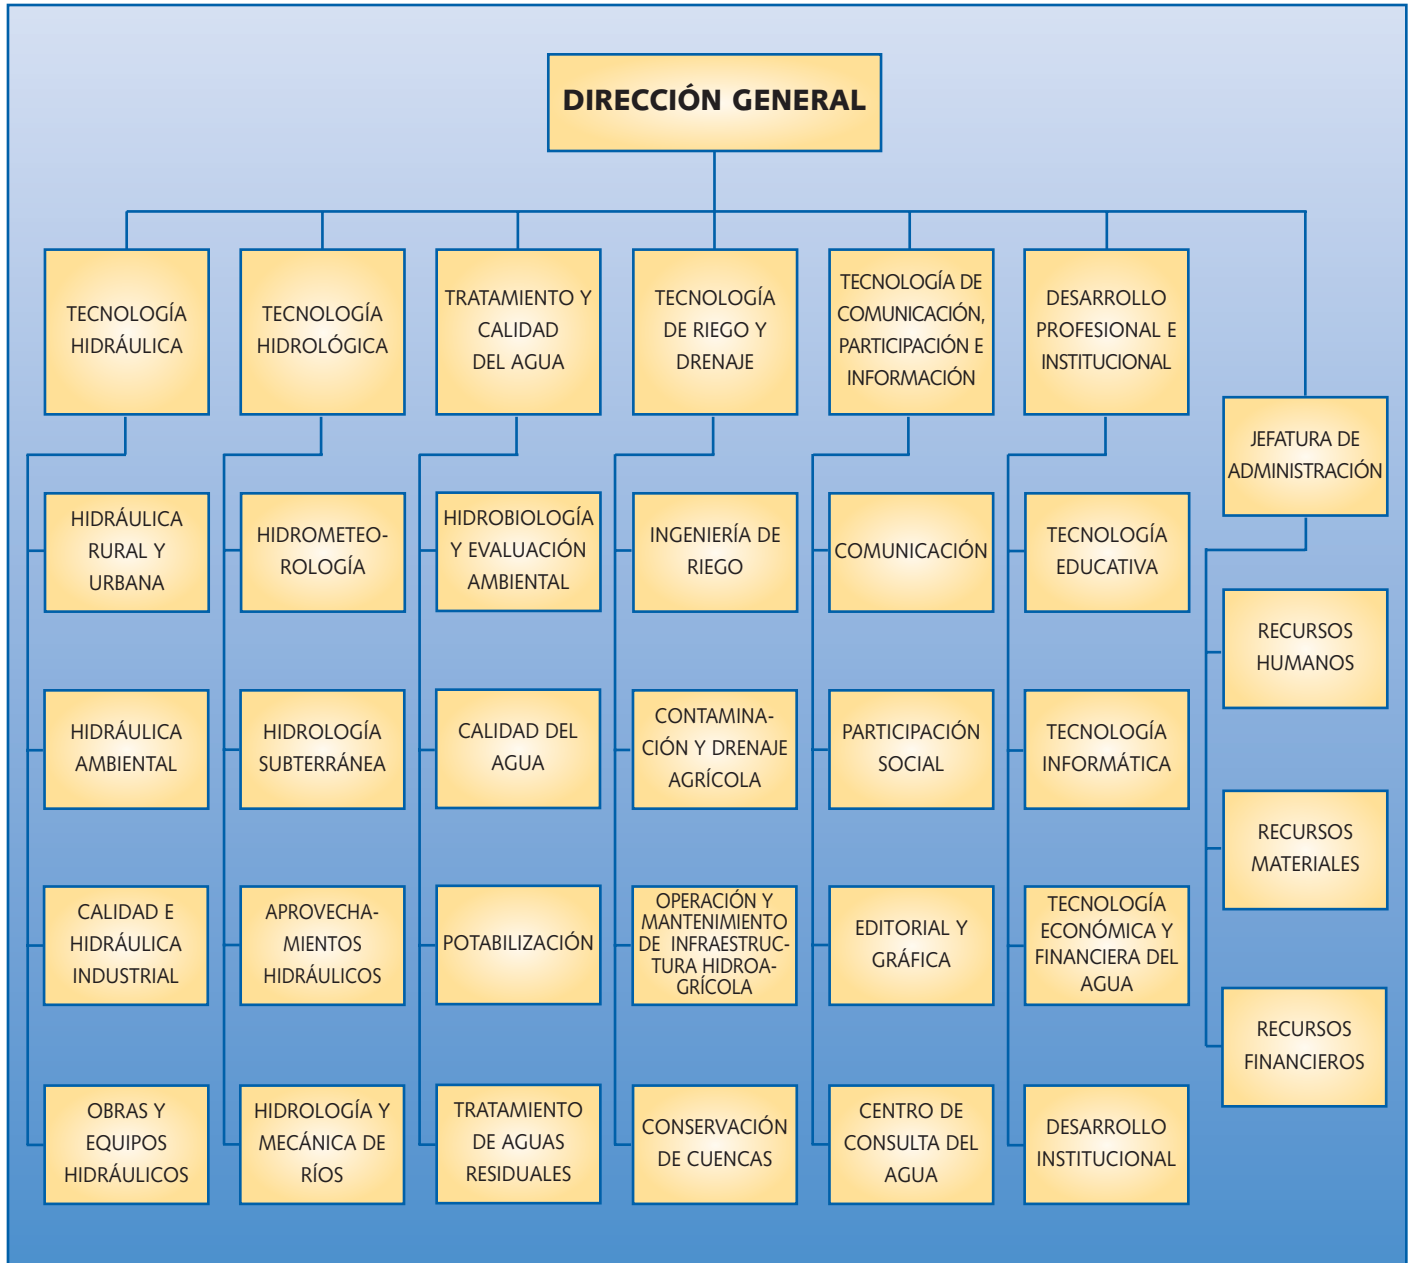 DIRECCIÓN GENERAL
TECNOLOGÍA
HIDRÁULICA
TECNOLOGÍA
HIDROLÓGICA
TRATAMIENTO Y
CALIDAD
DEL AGUA
TECNOLOGÍA
DE RIEGO Y
DRENAJE
TECNOLOGÍA DE
COMUNICACIÓN,
PARTICIPACIÓN E
INFORMACIÓN
DESARROLLO
PROFESIONAL E
INSTITUCIONAL
JEFATURA DE
ADMINISTRACIÓN
HIDRÁULICA
RURAL Y
URBANA
HIDROMETEO-
ROLOGÍA
HIDROBIOLOGÍA
Y EVALUACIÓN
AMBIENTAL
INGENIERÍA DE
RIEGO
COMUNICACIÓN
TECNOLOGÍA
EDUCATIVA
RECURSOS
HUMANOS
HIDRÁULICA
AMBIENTAL
HIDROLOGÍA
SUBTERRÁNEA
CALIDAD DEL
AGUA
CONTAMINA-
CIÓN Y DRENAJE
AGRÍCOLA
PARTICIPACIÓN
SOCIAL
TECNOLOGÍA
INFORMÁTICA
RECURSOS
MATERIALES
CALIDAD E
HIDRÁULICA
INDUSTRIAL
APROVECHA-
MIENTOS
HIDRÁULICOS
POTABILIZACIÓN
OPERACIÓN Y
MANTENIMIENTO
DE INFRAESTRUC-
TURA HIDROA-
GRÍCOLA
EDITORIAL Y
GRÁFICA
TECNOLOGÍA
ECONÓMICA Y
FINANCIERA DEL
AGUA
RECURSOS
FINANCIEROS
OBRAS Y
EQUIPOS
HIDRÁULICOS
HIDROLOGÍA Y
MECÁNICA DE
RÍOS
TRATAMIENTO
DE AGUAS
RESIDUALES
CONSERVACIÓN
DE CUENCAS
CENTRO DE
CONSULTA DEL
AGUA
DESARROLLO
INSTITUCIONAL